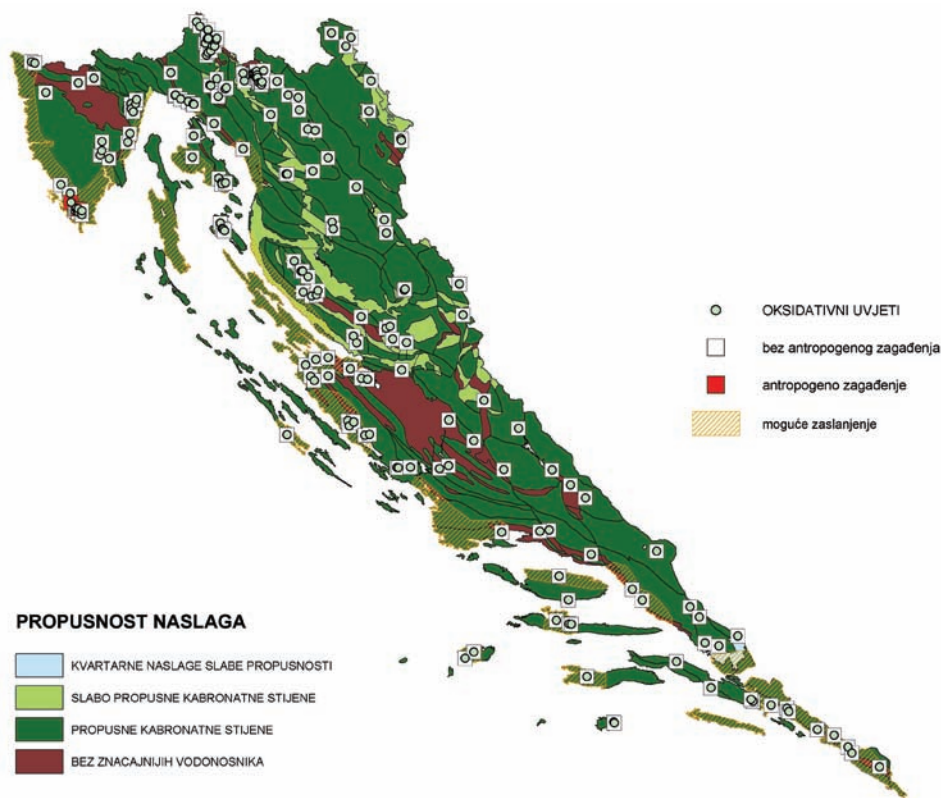 OKSIDATIVNI UVJETI
bez antropogenog zagađenja
antropogeno zagađenje
moguće zaslanjenje
PROPUSNOST NASLAGA
KVARTARNE NASLAGE SLABE PROPUSNOSTI
SLABO PROPUSNE KABRONATNE STIJENE
PROPUSNE KABRONATNE STIJENE
BEZ ZNACAJNIJIH VODONOSNIKA